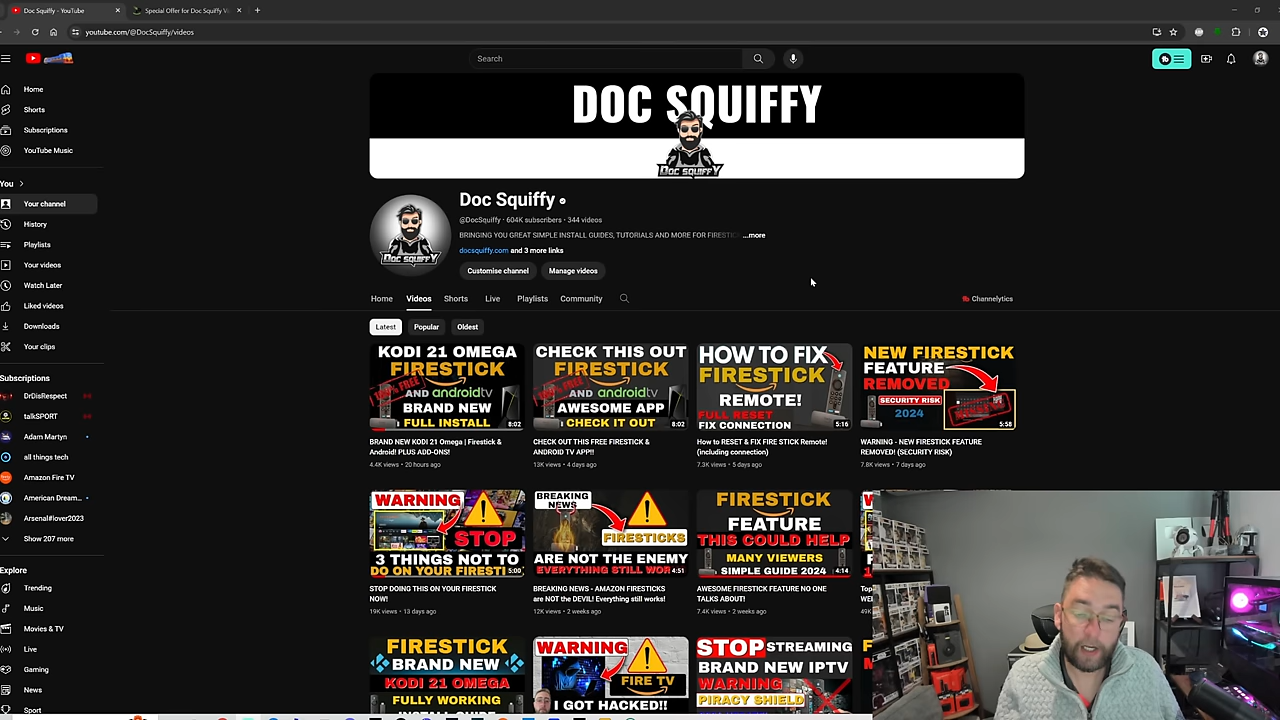 Doc Squiffy - YouTube
Special Offer for Doc Squiffy Vi
youtube.com/@DocSquiffy/videos
Search
Home
Shorts
Subscriptions
YouTube Music
You
Your channel
History
Playlists
Your videos
Watch Later
Liked videos
Downloads
Your clips
Subscriptions
DrDisRespect
talkSPORT
Adam Martyn
all things tech
Amazon Fire TV
American Dream...
Arsenal#lover2023
Show 207 more
Explore
Trending
Music
Movies & TV
Live
Gaming
News
Sport
DOC SQUIFFY
DOC SQUIFFY
DOC SQUIFFY
Doc Squiffy
@DocSquiffy · 604K subscribers · 344 videos
BRINGING YOU GREAT SIMPLE INSTALL GUIDES, TUTORIALS AND MORE FOR FIRESTICK ...more
docsquiffy.com and 3 more links
Customise channel
Manage videos
Home
Videos
Shorts
Live
Playlists
Community
Channelytics
Latest
Popular
Oldest
KODI 21 OMEGA
FIRESTICK
100% FREE
AND androidtv
BRAND NEW
FULL INSTALL
8:02
BRAND NEW KODI 21 Omega | Firestick &
Android! PLUS ADD-ONS!
4.4K views • 20 hours ago
CHECK THIS OUT
FIRESTICK
100% FREE
AND androidtv
AWESOME APP
CHECK IT OUT
8:02
CHECK OUT THIS FREE FIRESTICK &
ANDROID TV APP!!
13K views • 4 days ago
HOW TO FIX
FIRESTICK
REMOTE!
FULL RESET
FIX CONNECTION
5:16
How to RESET & FIX FIRE STICK Remote!
(including connection)
7.3K views • 5 days ago
NEW FIRESTICK
FEATURE
REMOVED
SECURITY RISK
2024
5:58
WARNING - NEW FIRESTICK FEATURE
REMOVED! (SECURITY RISK)
7.8K views • 7 days ago
WARNING
STOP
3 THINGS NOT TO
DO ON YOUR FIRESTI
5:00
STOP DOING THIS ON YOUR FIRESTICK
NOW!
19K views • 13 days ago
BREAKING
NEWS
FIRESTICKS
ARE NOT THE ENEMY
EVERYTHING STILL WOR
4:51
BREAKING NEWS - AMAZON FIRESTICKS
are NOT the DEVIL! Everything still works!
12K views • 2 weeks ago
FIRESTICK
FEATURE
THIS COULD HELP
MANY VIEWERS
SIMPLE GUIDE 2024
4:14
AWESOME FIRESTICK FEATURE NO ONE
TALKS ABOUT!
7.4K views • 2 weeks ago
FIRESTICK
BRAND NEW
KODI 21 OMEGA
FULLY WORKING
INSTALL GUIDE
WARNING
FIRE TV
I GOT HACKED!!
STOP STREAMING
BRAND NEW IPTV
WARNING
PIRACY SHIELD